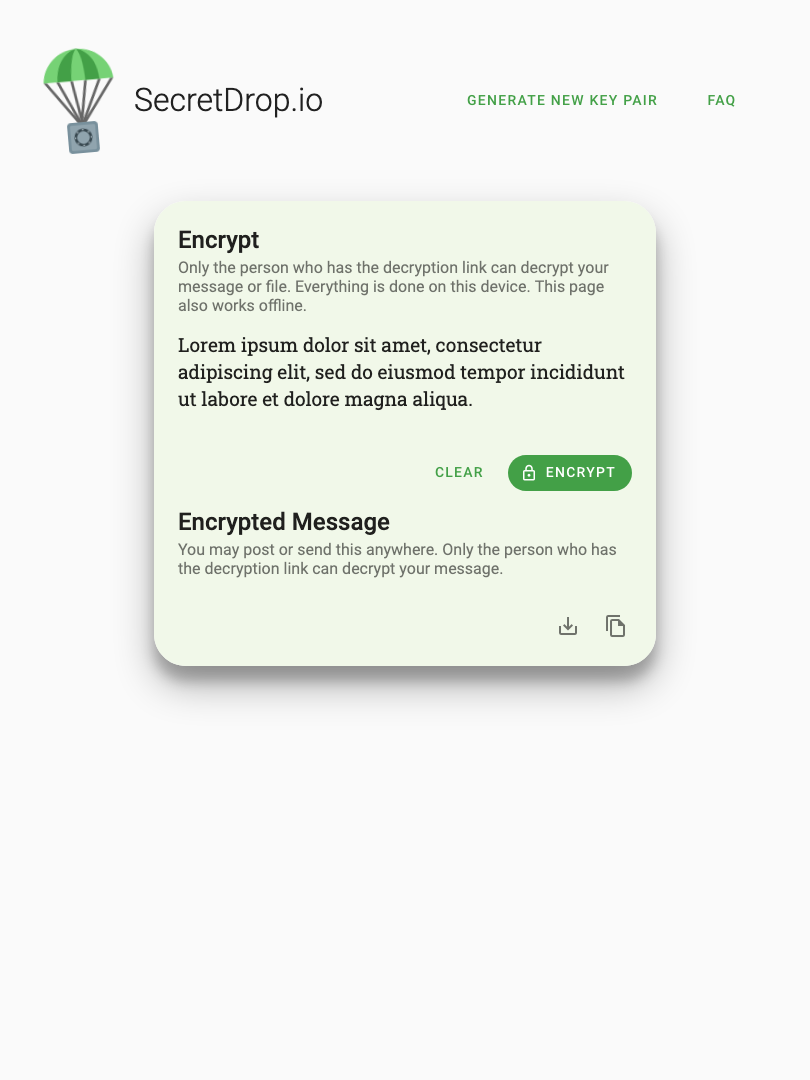 SecretDrop.io
GENERATE NEW KEY PAIR
FAQ
Encrypt
Only the person who has the decryption link can decrypt your
message or file. Everything is done on this device. This page
also works offline.
Lorem ipsum dolor sit amet, consectetur
adipiscing elit, sed do eiusmod tempor incididunt
ut labore et dolore magna aliqua.
CLEAR
ENCRYPT
Encrypted Message
You may post or send this anywhere. Only the person who has
the decryption link can decrypt your message.